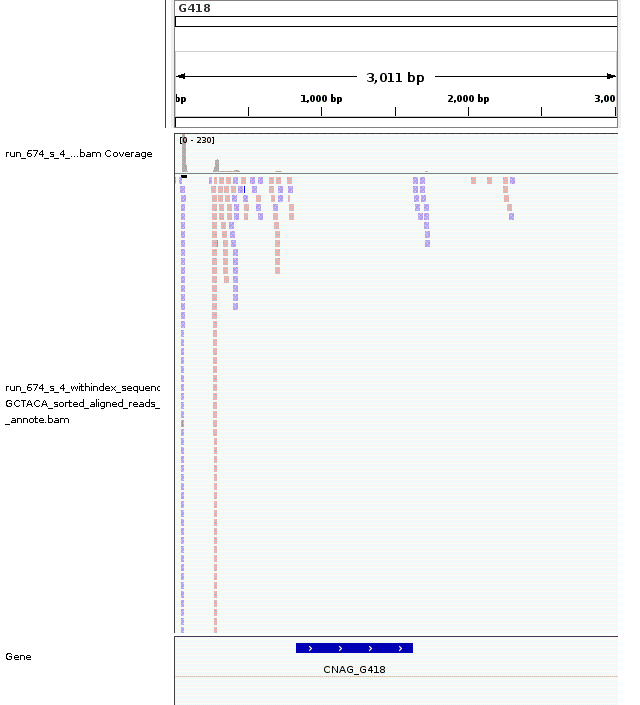 G418
3,011 bp
bp
1,000 bp
2,000 bp
3,00
[0 - 230]
run_674_s_4_...bam Coverage
run_674_s_4_withindex_sequenc
GCTACA_sorted_aligned_reads_
_annote.bam
Gene
CNAG_G418